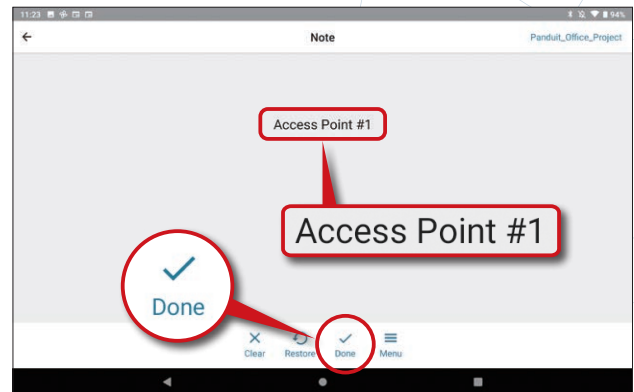 11:23 94%
Note Panduit_Office_Project
Access Point #1
Access Point #1
Done
Clear Restore Done Menu